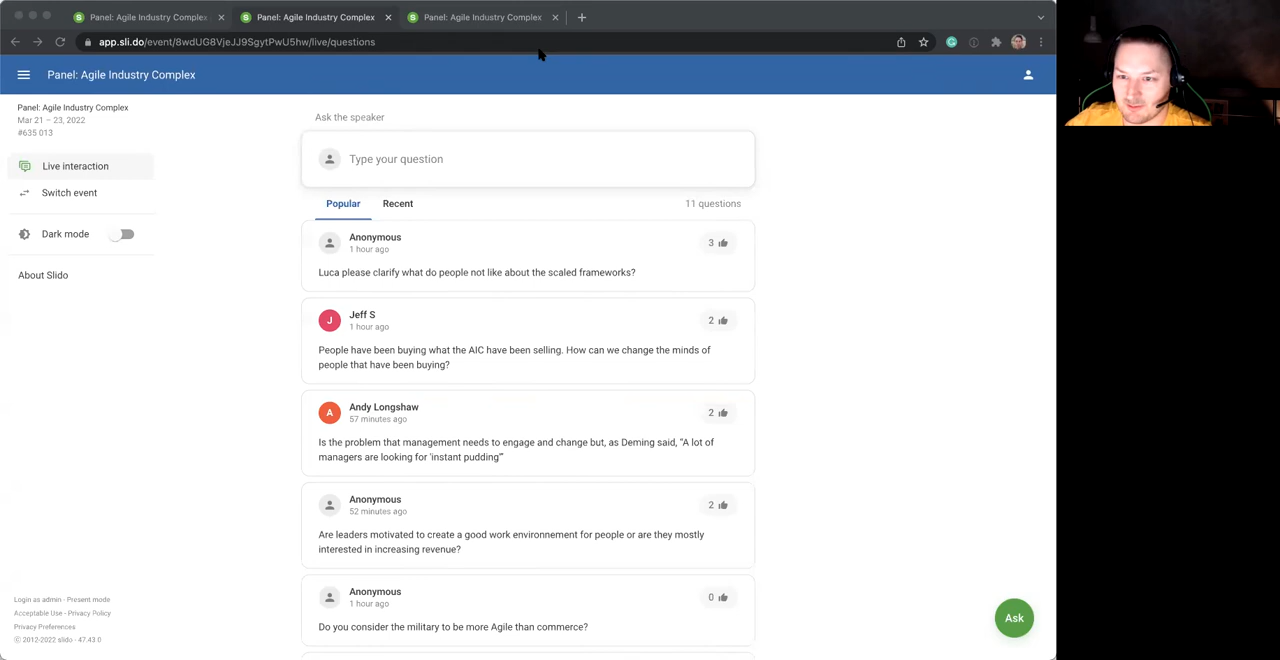 Panel: Agile Industry Complex
Panel: Agile Industry Complex
Panel: Agile Industry Complex
app.sli.do/event/8wdUG8VjeJJ9SgytPwU5hw/live/questions
Panel: Agile Industry Complex
Panel: Agile Industry Complex
Mar 21 – 23, 2022
#635 013
Live interaction
Switch event
Dark mode
About Slido
Ask the speaker
Type your question
Popular Recent 11 questions
Anonymous
1 hour ago
3
Luca please clarify what do people not like about the scaled frameworks?
J
Jeff S
1 hour ago
2
People have been buying what the AIC have been selling. How can we change the minds of
people that have been buying?
A
Andy Longshaw
57 minutes ago
2
Is the problem that management needs to engage and change but, as Deming said, "A lot of
managers are looking for 'instant pudding'"
Anonymous
52 minutes ago
2
Are leaders motivated to create a good work environnement for people or are they mostly
interested in increasing revenue?
Anonymous
1 hour ago
0
Do you consider the military to be more Agile than commerce?
Login as admin - Present mode
Acceptable Use - Privacy Policy
Privacy Preferences
© 2012-2022 slido - 47.43.0
Ask